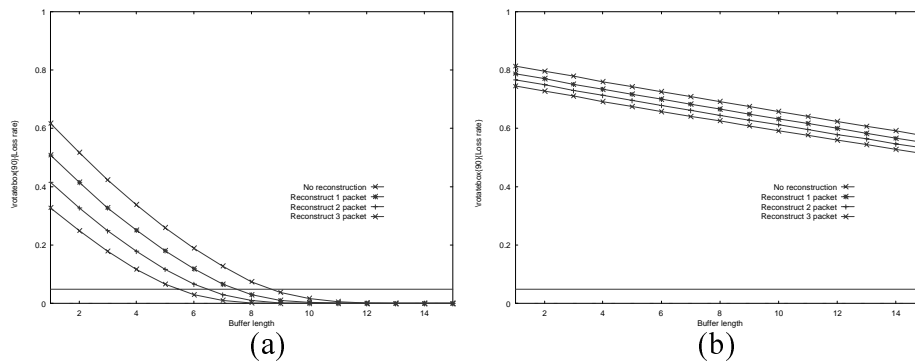 1
0.8
0.6
0.4
0.2
0
\rotatebox{90}{Loss rate}
No reconstruction
Reconstruct 1 packet
Reconstruct 2 packet
Reconstruct 3 packet
2 4 6 8 10 12 14
Buffer length
(a)
1
0.8
0.6
0.4
0.2
0
\rotatebox{90}{Loss rate}
No reconstruction
Reconstruct 1 packet
Reconstruct 2 packet
Reconstruct 3 packet
2 4 6 8 10 12 14
Buffer length
(b)